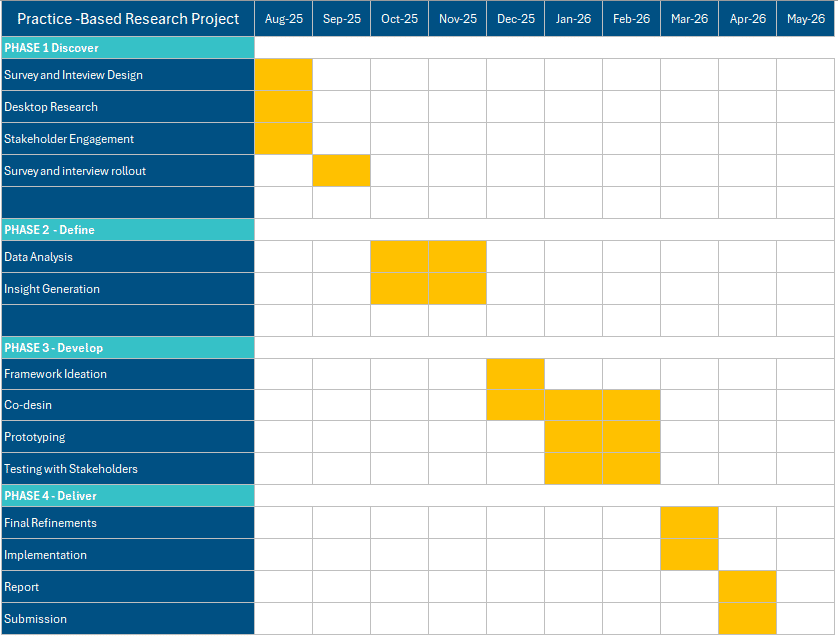 Practice -Based Research Project Aug-25 Sep-25 Oct-25 Nov-25 Dec-25 Jan-26 Feb-26 Mar-26 Apr-26 May-26
PHASE 1 Discover
Survey and Inteview Design
Desktop Research
Stakeholder Engagement
Survey and interview rollout
PHASE 2 - Define
Data Analysis
Insight Generation
PHASE 3 - Develop
Framework Ideation
Co-desin
Prototyping
Testing with Stakeholders
PHASE 4 - Deliver
Final Refinements
Implementation
Report
Submission